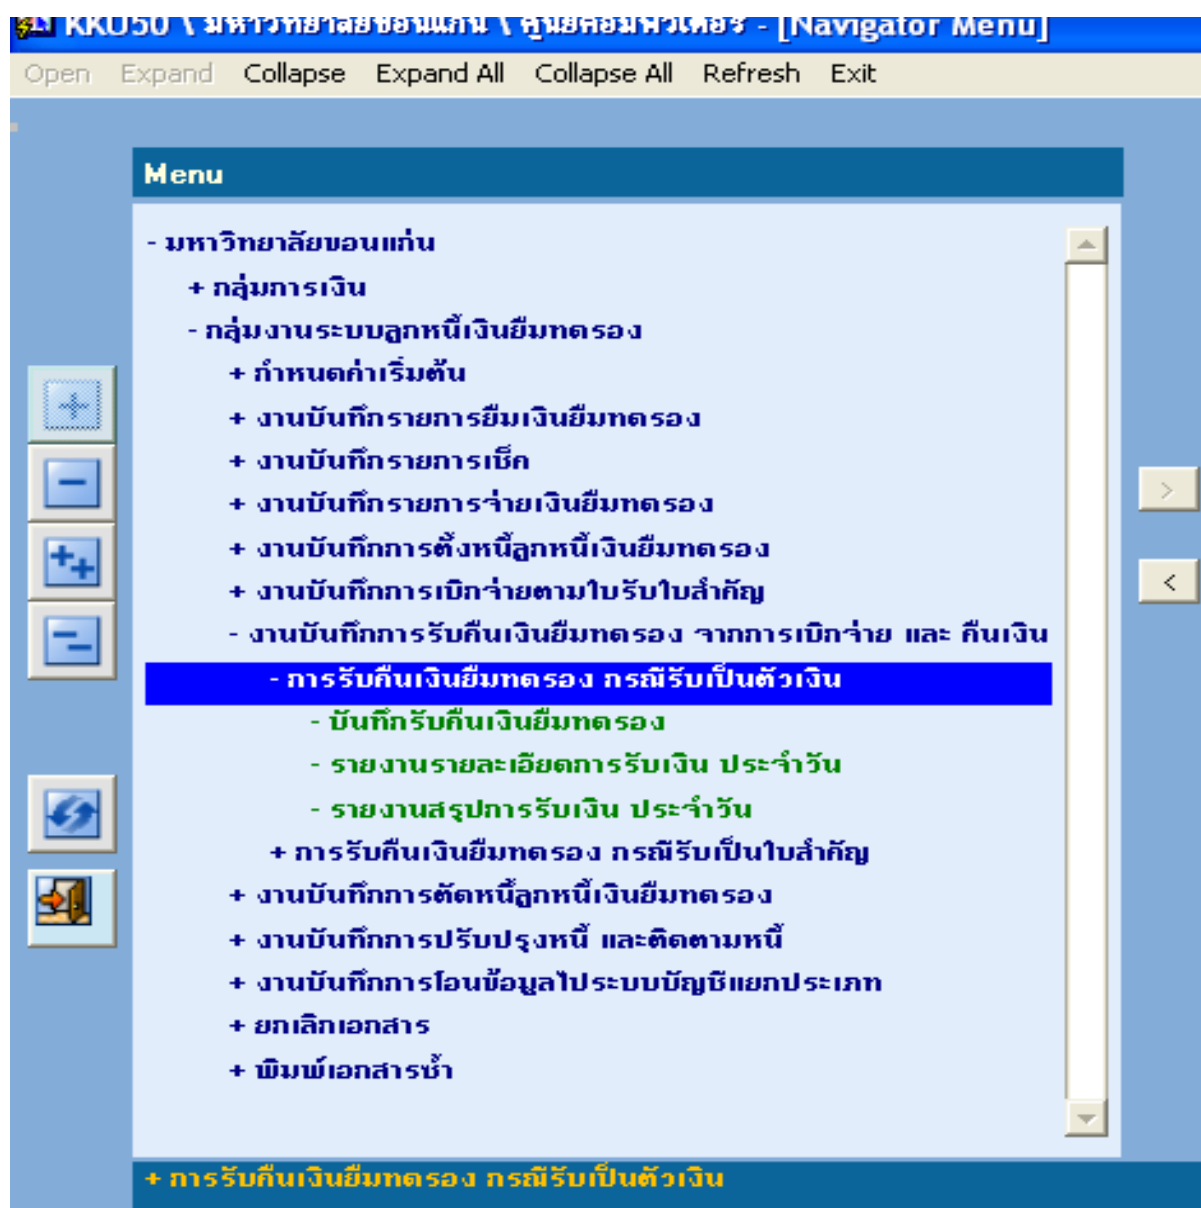 KKU50 \ มหาวิทยาลัยขอนแก่น \ ศูนย์คอมพิวเตอร์ - [Navigator Menu]
Open Expand Collapse Expand All Collapse All Refresh Exit
Menu
- มหาวิทยาลัยขอนแก่น
+ กลุ่มการเงิน
- กลุ่มงานระบบลูกหนี้เงินยืมทดรอง
+ กำหนดค่าเริ่มต้น
+ งานบันทึกรายการยืมเงินยืมทดรอง
+ งานบันทึกรายการเช็ค
+ งานบันทึกรายการจ่ายเงินยืมทดรอง
+ งานบันทึกการตั้งหนี้ลูกหนี้เงินยืมทดรอง
+ งานบันทึกการเบิกจ่ายตามใบรับใบสำคัญ
- งานบันทึกการรับคืนเงินยืมทดรอง จากการเบิกจ่าย และ คืนเงิน
- การรับคืนเงินยืมทดรอง กรณีรับเป็นตัวเงิน
- บันทึกรับคืนเงินยืมทดรอง
- รายงานรายละเอียดการรับเงิน ประจำวัน
- รายงานสรุปการรับเงิน ประจำวัน
+ การรับคืนเงินยืมทดรอง กรณีรับเป็นใบสำคัญ
+ งานบันทึกการตัดหนี้ลูกหนี้เงินยืมทดรอง
+ งานบันทึกการปรับปรุงหนี้ และติดตามหนี้
+ งานบันทึกการโอนข้อมูลไประบบบัญชีแยกประเภท
+ ยกเลิกเอกสาร
+ พิมพ์เอกสารซ้ำ
+ การรับคืนเงินยืมทดรอง กรณีรับเป็นตัวเงิน